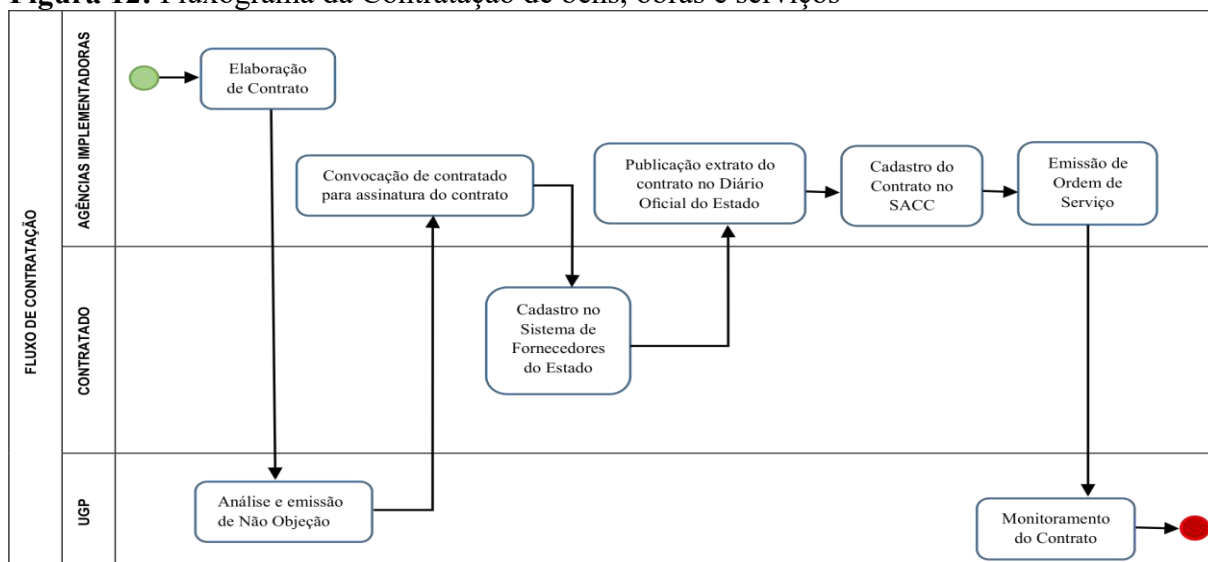 Figura 12: Fluxograma da Contratação de bens, obras e serviços
FLUXO DE CONTRATAÇÃO
AGÊNCIAS IMPLEMENTADORAS
Elaboração
de Contrato
Convocação de contratado
para assinatura do contrato
Publicação extrato do
contrato no Diário
Oficial do Estado
Cadastro do
Contrato no
SACC
Emissão de
Ordem de
Serviço
CONTRATADO
Cadastro no
Sistema de
Fornecedores
do Estado
UGP
Análise e emissão
de Não Objeção
Monitoramento
do Contrato